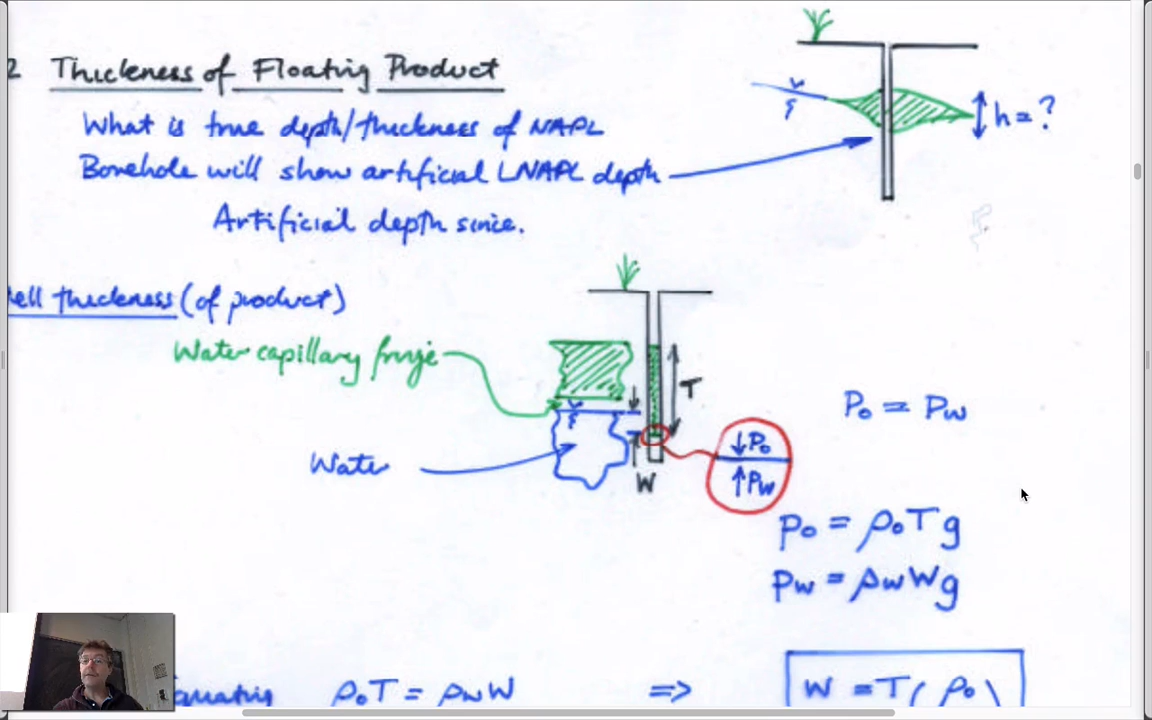 2 Thickness of Floating Product
What is true depth/thickness of NAPL
h = ?
Borehole will show artificial LNAPL depth
Artificial depth since.
ell thickness (of product)
Water capillary fringe
T
Po = Pw
↓Po
Water
↑Pw
W
Po = ρoTg
Pw = ρwWg
quating ρoT = ρwW => W = T( ρo )